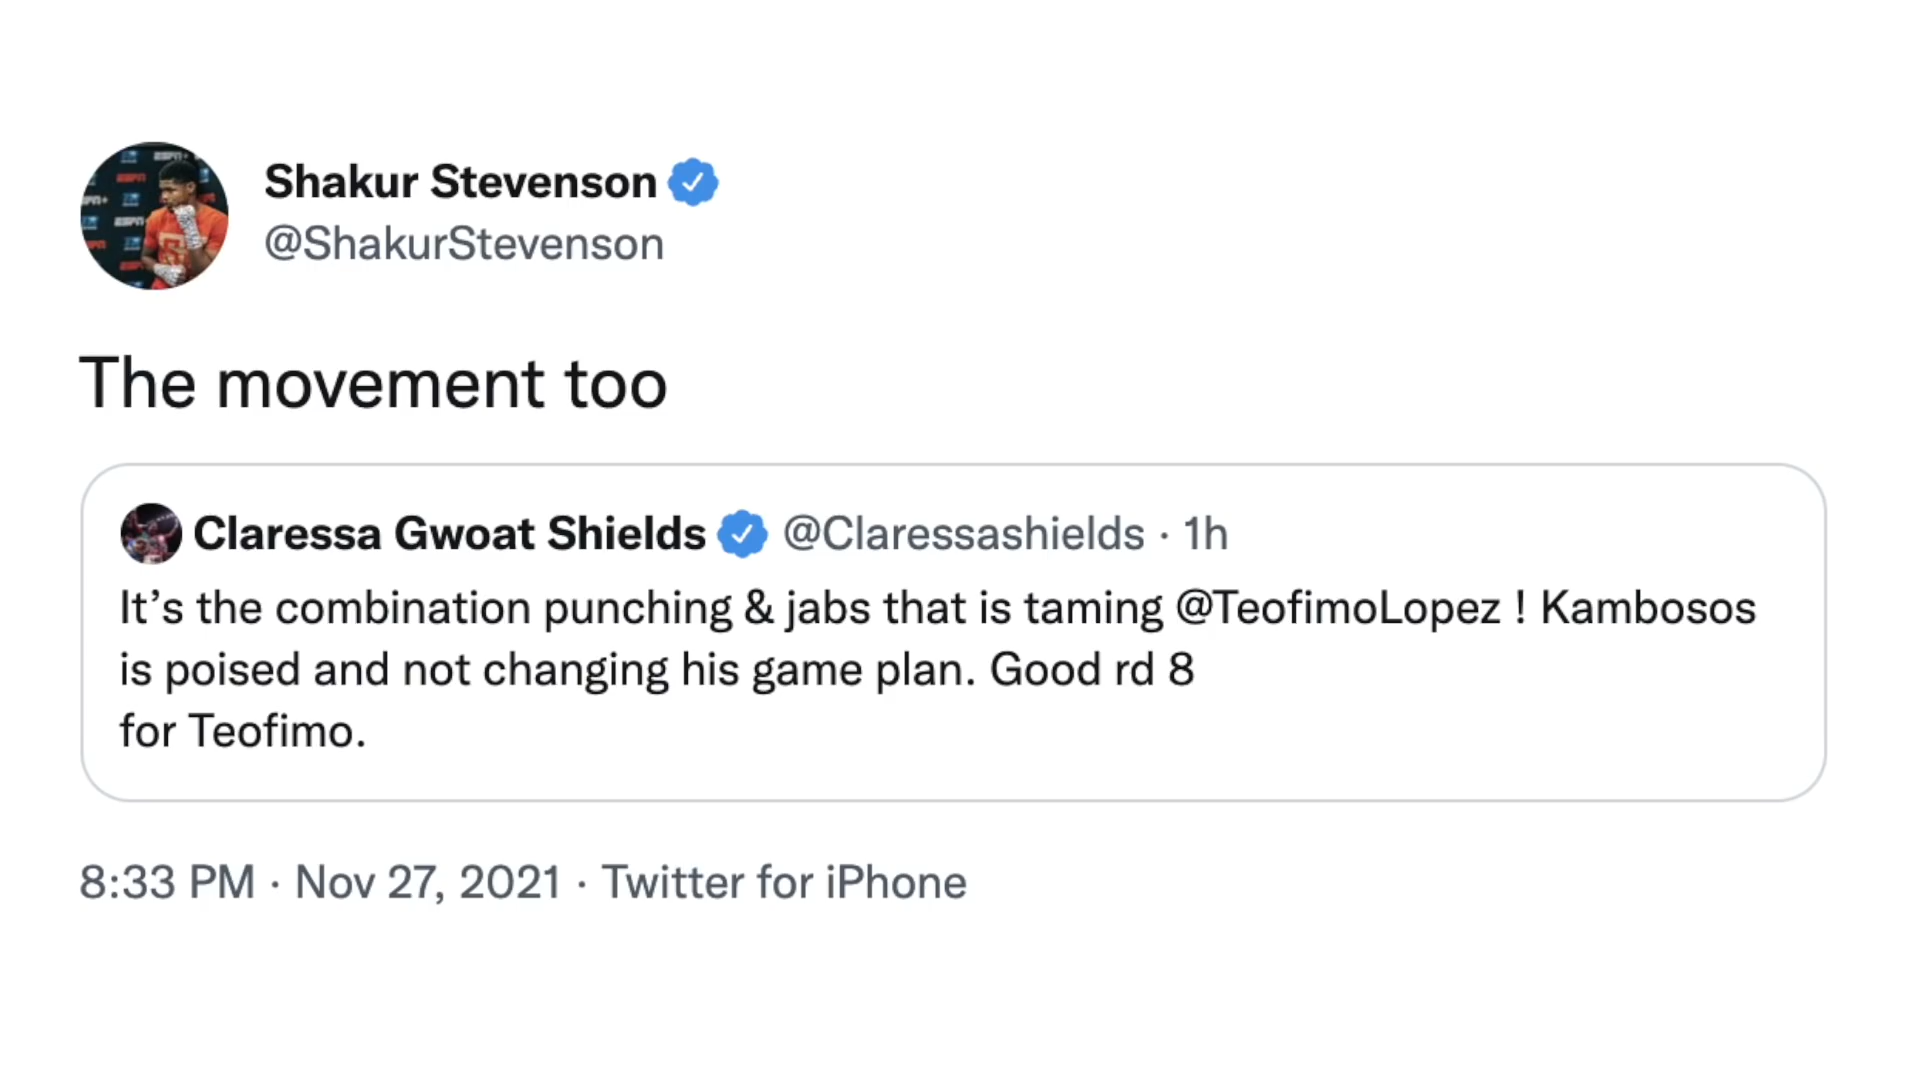 Shakur Stevenson
@ShakurStevenson
The movement too
Claressa Gwoat Shields @Claressashields · 1h
It’s the combination punching & jabs that is taming @TeofimoLopez ! Kambosos
is poised and not changing his game plan. Good rd 8
for Teofimo.
8:33 PM · Nov 27, 2021 · Twitter for iPhone